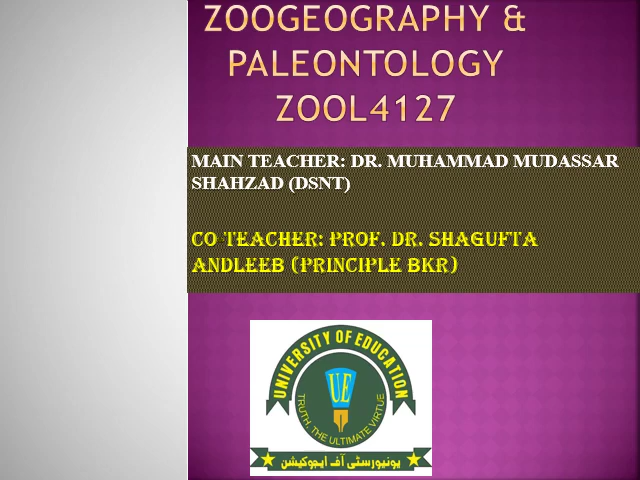 ZOOGEOGRAPHY &
PALEONTOLOGY
ZOOL4127
MAIN TEACHER: DR. MUHAMMAD MUDASSAR
SHAHZAD (DSNT)
CO TEACHER: PROF. DR. SHAGUFTA
ANDLEEB (PRINCIPLE BKR)
UNIVERSITY OF EDUCATION
UE
TRUTH, THE ULTIMATE VIRTUE
یونیورسٹی آف ایجوکیشن